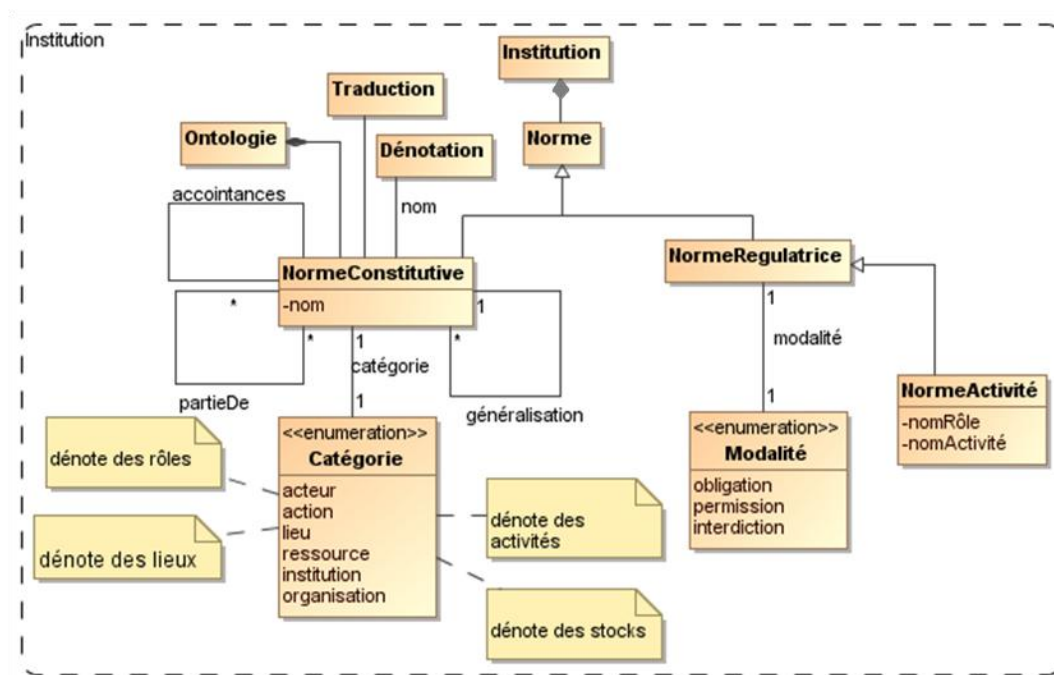 Institution
Institution
Traduction
Ontologie
Dénotation
Norme
accointances
nom
NormeConstitutive
-nom
NormeRegulatrice
*
1
*
1
*
1
catégorie
modalité
partieDe
1
généralisation
1
NormeActivité
-nomRôle
-nomActivité
<<enumeration>>
Catégorie
acteur
action
lieu
ressource
institution
organisation
<<enumeration>>
Modalité
obligation
permission
interdiction
dénote des rôles
dénote des lieux
dénote des
activités
dénote des stocks